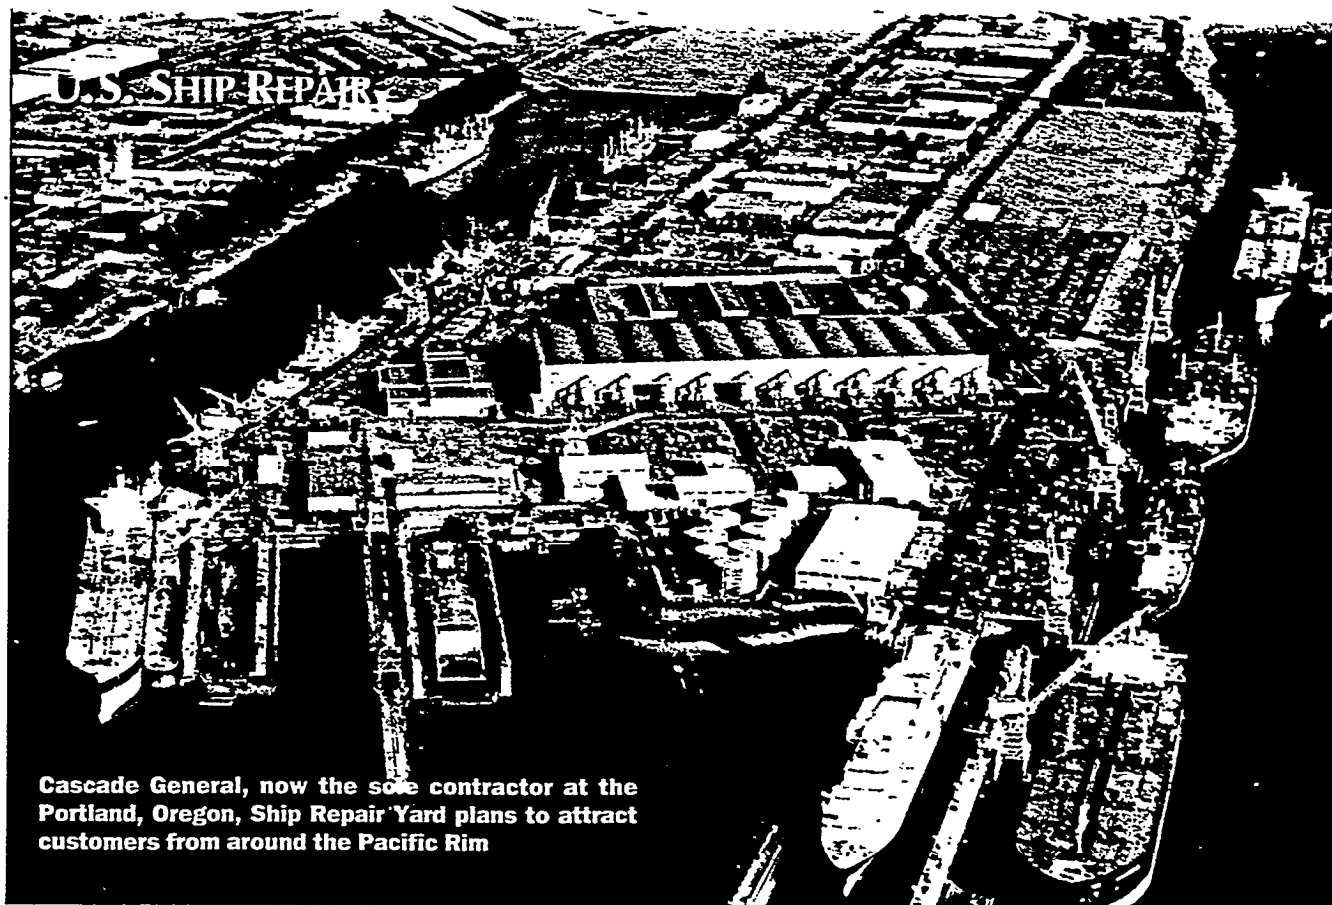 U.S. SHIP REPAIR
Cascade General, now the sole contractor at the
Portland, Oregon, Ship Repair Yard plans to attract
customers from around the Pacific Rim